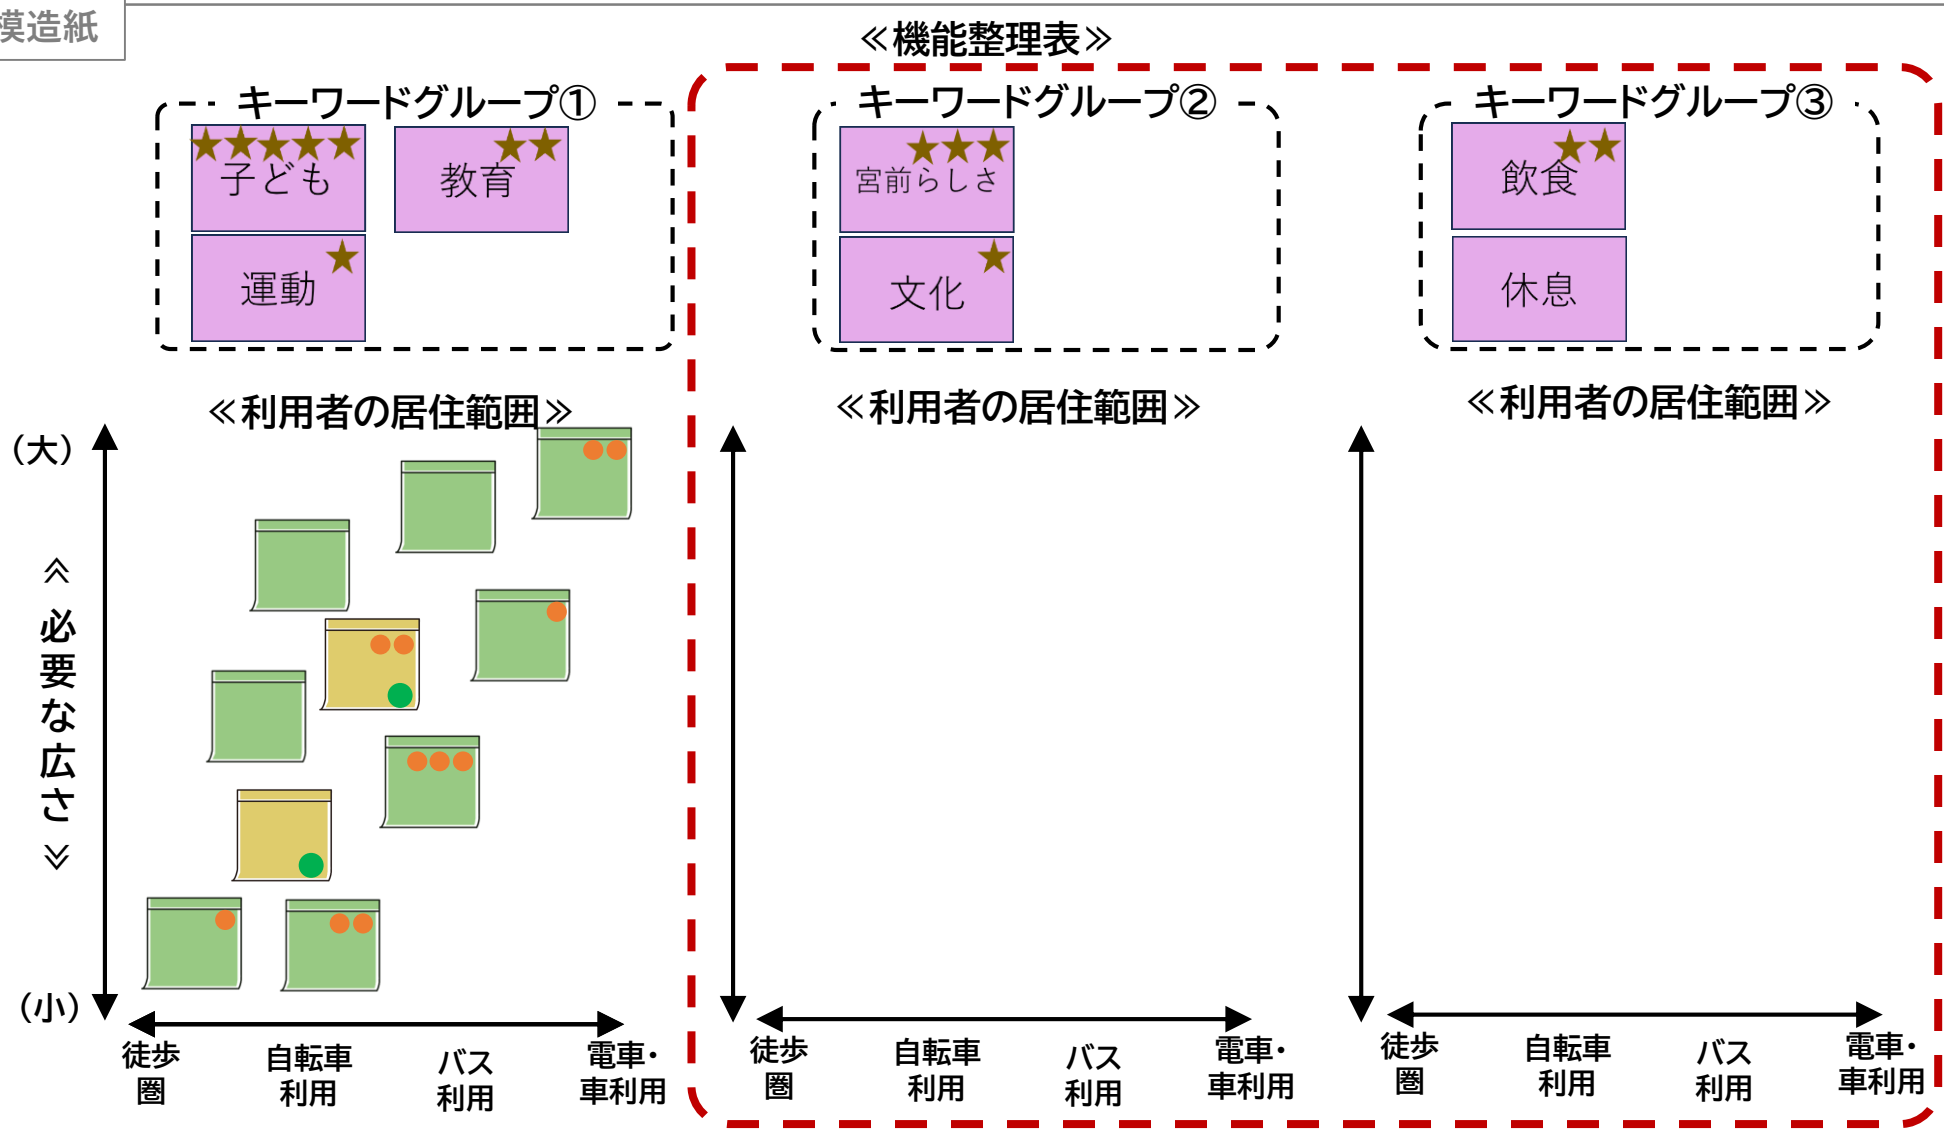 模造紙
≪機能整理表≫
キーワードグループ①
子ども
教育
運動
キーワードグループ②
宮前らしさ
文化
キーワードグループ③
飲食
休息
≪利用者の居住範囲≫
≪利用者の居住範囲≫
≪利用者の居住範囲≫
(大)
≪必要な広さ≫
(小)
徒歩
圏
自転車
利用
バス
利用
電車・
車利用
徒歩
圏
自転車
利用
バス
利用
電車・
車利用
徒歩
圏
自転車
利用
バス
利用
電車・
車利用